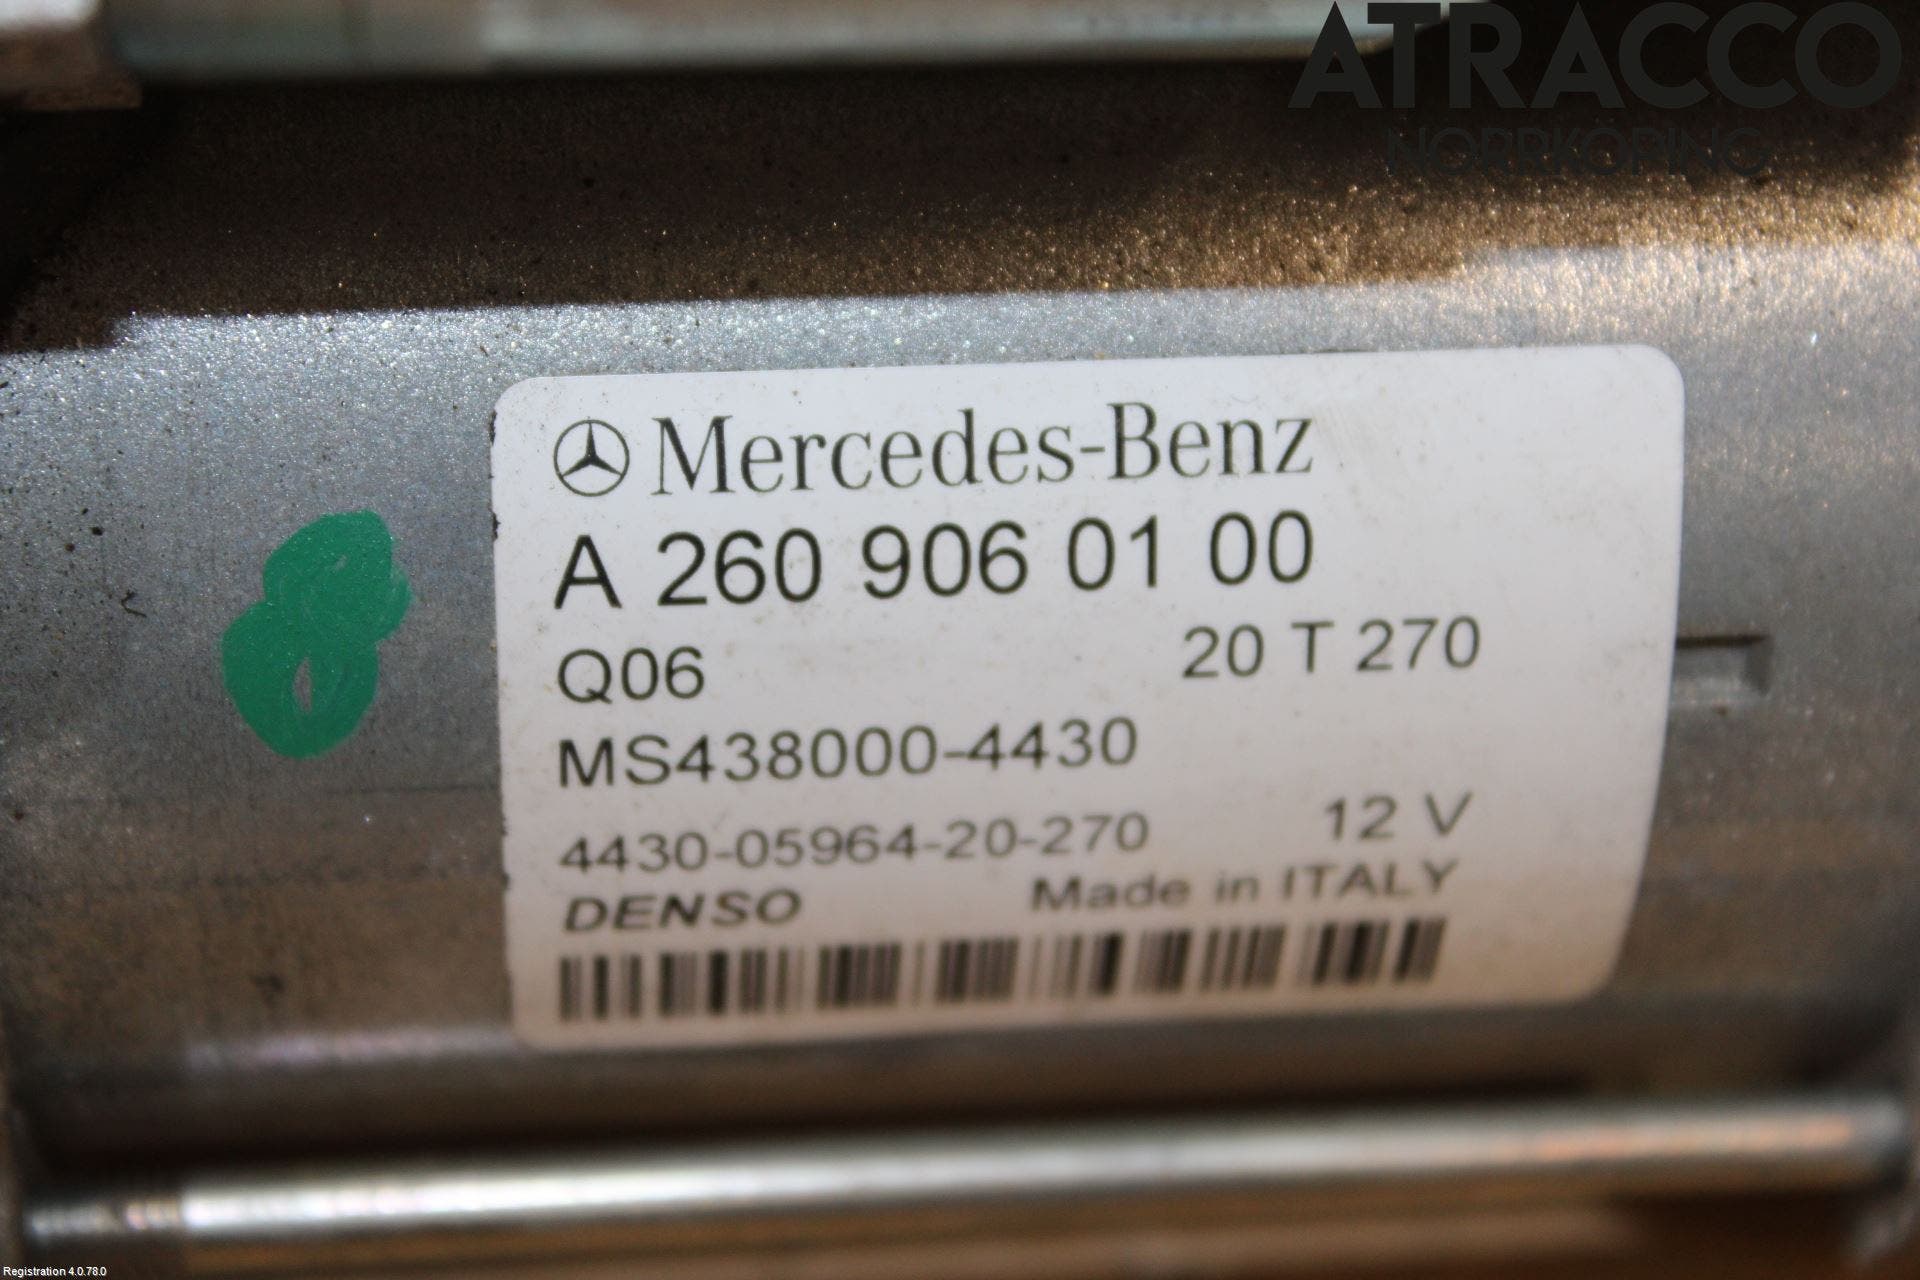 ATRACCO
NORRKÖPING
Mercedes-Benz
A 260 906 01 00
Q06 20 T 270
MS438000-4430
4430-05964-20-270 12 V
DENSO Made in ITALY
Registration 4.0.78.0